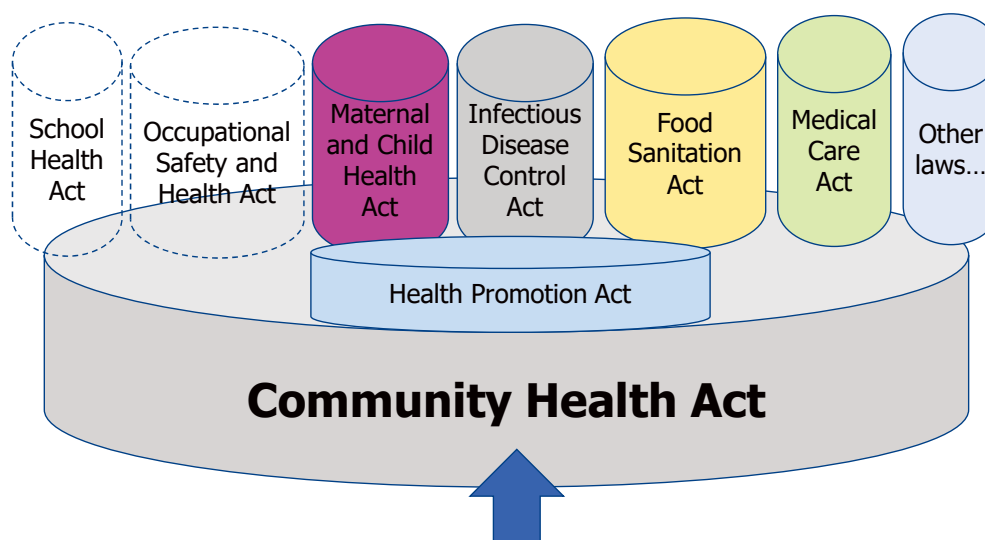 School
Health
Act
Occupational
Safety and
Health Act
Maternal
and Child
Health
Act
Infectious
Disease
Control
Act
Food
Sanitation
Act
Medical
Care
Act
Other
laws...
Health Promotion Act
Community Health Act